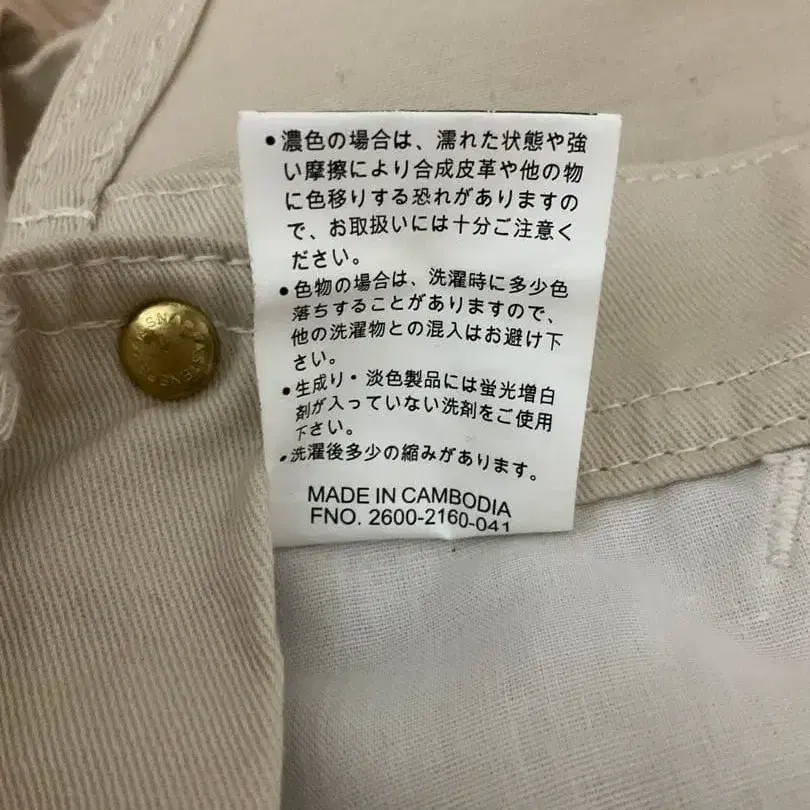 •濃色の場合は、濡れた状態や強
い摩擦により合成皮革や他の物
に色移りする恐れがありますの
で、お取扱いには十分ご注意く
ださい。
•色物の場合は、洗濯時に多少色
落ちすることがありますので、
他の洗濯物との混入はお避け下
さい。
•生成り・淡色製品には蛍光増白
剤が入っていない洗剤をご使用
下さい。
•洗濯後多少の縮みがあります。
MADE IN CAMBODIA
FNO. 2600-2160-041